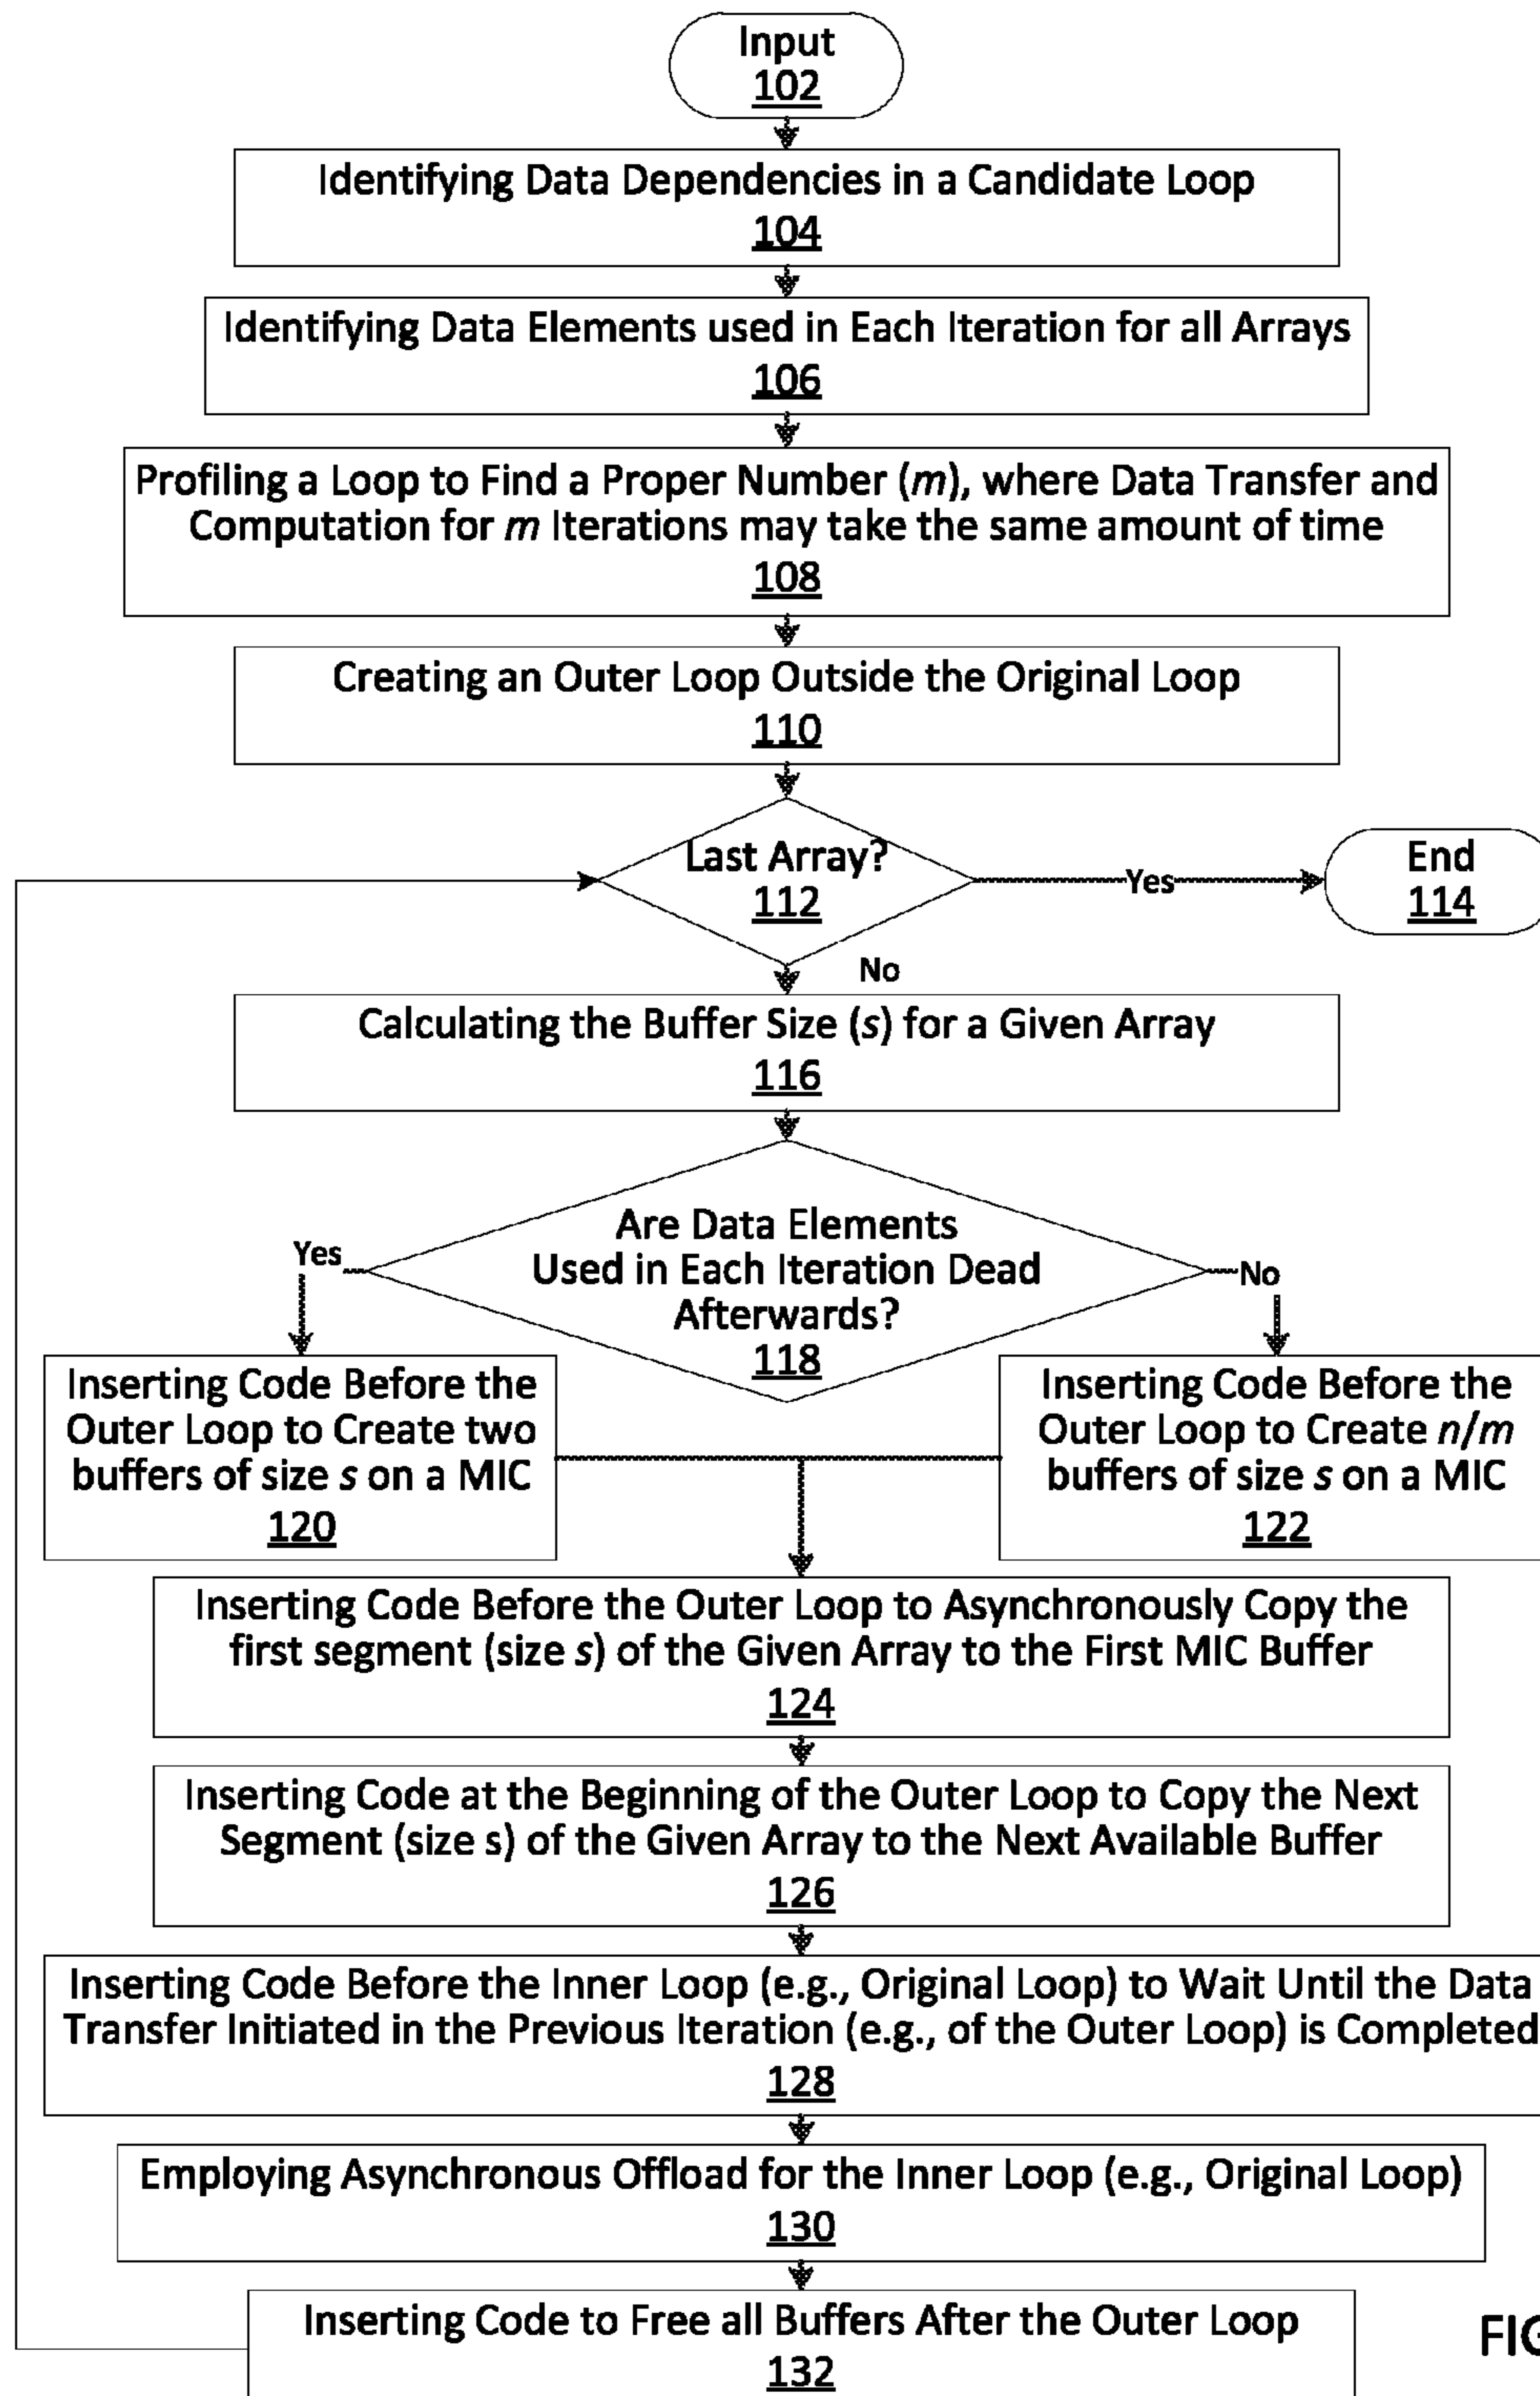 Input
102
Identifying Data Dependencies in a Candidate Loop
104
Identifying Data Elements used in Each Iteration for all Arrays
106
Profiling a Loop to Find a Proper Number (m), where Data Transfer and
Computation for m Iterations may take the same amount of time
108
Creating an Outer Loop Outside the Original Loop
110
Last Array?
112
Yes
End
114
No
Calculating the Buffer Size (s) for a Given Array
116
Are Data Elements
Used in Each Iteration Dead
Afterwards?
118
Yes
No
Inserting Code Before the
Outer Loop to Create two
buffers of size s on a MIC
120
Inserting Code Before the
Outer Loop to Create n/m
buffers of size s on a MIC
122
Inserting Code Before the Outer Loop to Asynchronously Copy the
first segment (size s) of the Given Array to the First MIC Buffer
124
Inserting Code at the Beginning of the Outer Loop to Copy the Next
Segment (size s) of the Given Array to the Next Available Buffer
126
Inserting Code Before the Inner Loop (e.g., Original Loop) to Wait Until the Data
Transfer Initiated in the Previous Iteration (e.g., of the Outer Loop) is Completed
128
Employing Asynchronous Offload for the Inner Loop (e.g., Original Loop)
130
Inserting Code to Free all Buffers After the Outer Loop
132